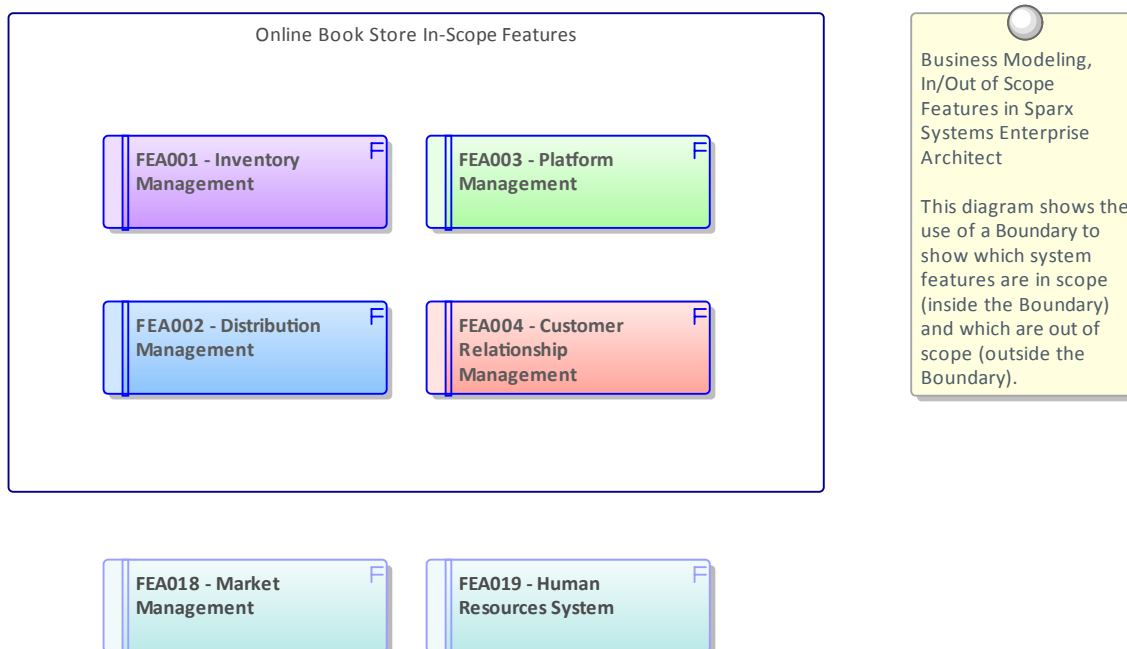 Online Book Store In-Scope Features
FEA001 - Inventory
Management
F
FEA003 - Platform
Management
F
FEA002 - Distribution
Management
F
FEA004 - Customer
Relationship
Management
F
FEA018 - Market
Management
F
FEA019 - Human
Resources System
F
Business Modeling,
In/Out of Scope
Features in Sparx
Systems Enterprise
Architect
This diagram shows the
use of a Boundary to
show which system
features are in scope
(inside the Boundary)
and which are out of
scope (outside the
Boundary).